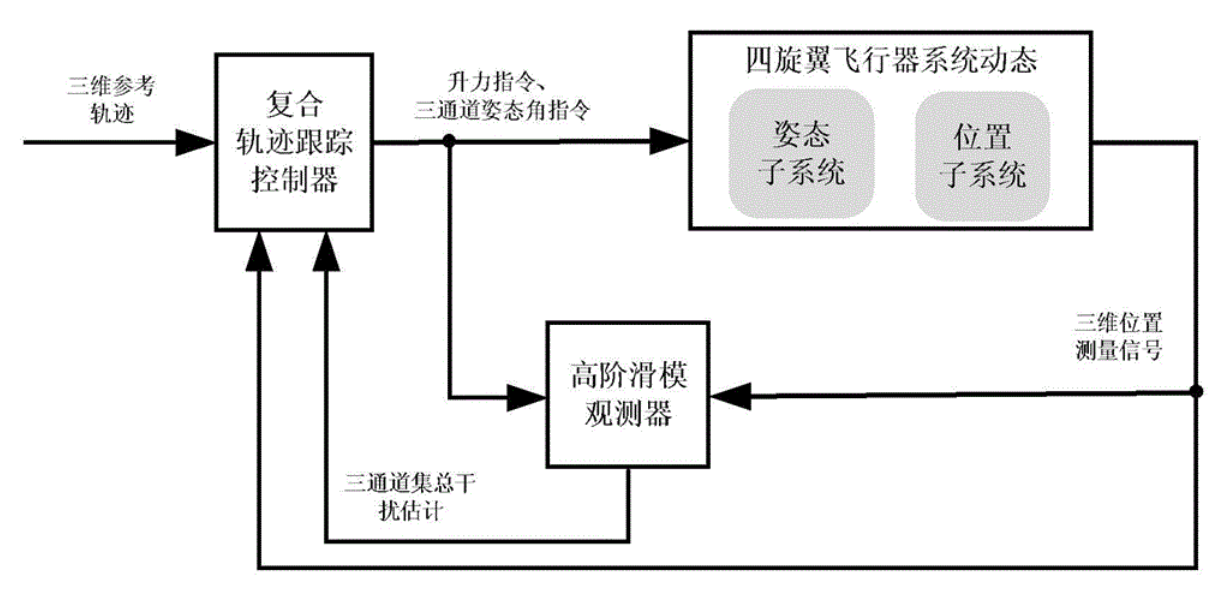 三维参考
轨迹
复合
轨迹跟踪
控制器
升力指令、
三通道姿态角指令
四旋翼飞行器系统动态
姿态
子系统
位置
子系统
高阶滑模
观测器
三维位置
测量信号
三通道集总干
扰估计